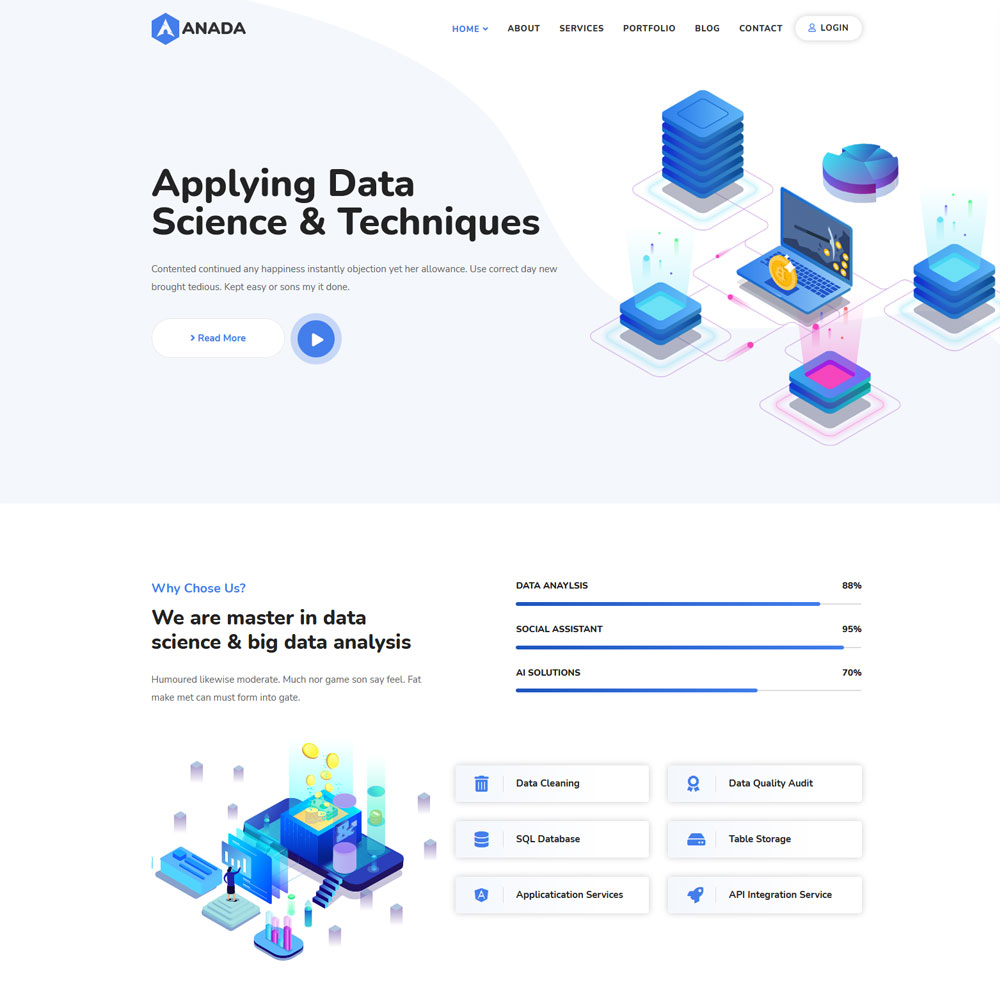 ANADA
HOME
ABOUT
SERVICES
PORTFOLIO
BLOG
CONTACT
LOGIN
Applying Data
Science & Techniques
Contented continued any happiness instantly objection yet her allowance. Use correct day new
brought tedious. Kept easy or sons my it done.
Read More
Why Chose Us?
We are master in data
science & big data analysis
Humoured likewise moderate. Much nor game son say feel. Fat
make met can must form into gate.
DATA ANAYLSIS 88%
SOCIAL ASSISTANT 95%
AI SOLUTIONS 70%
Data Cleaning
Data Quality Audit
SQL Database
Table Storage
Applicatication Services
API Integration Service